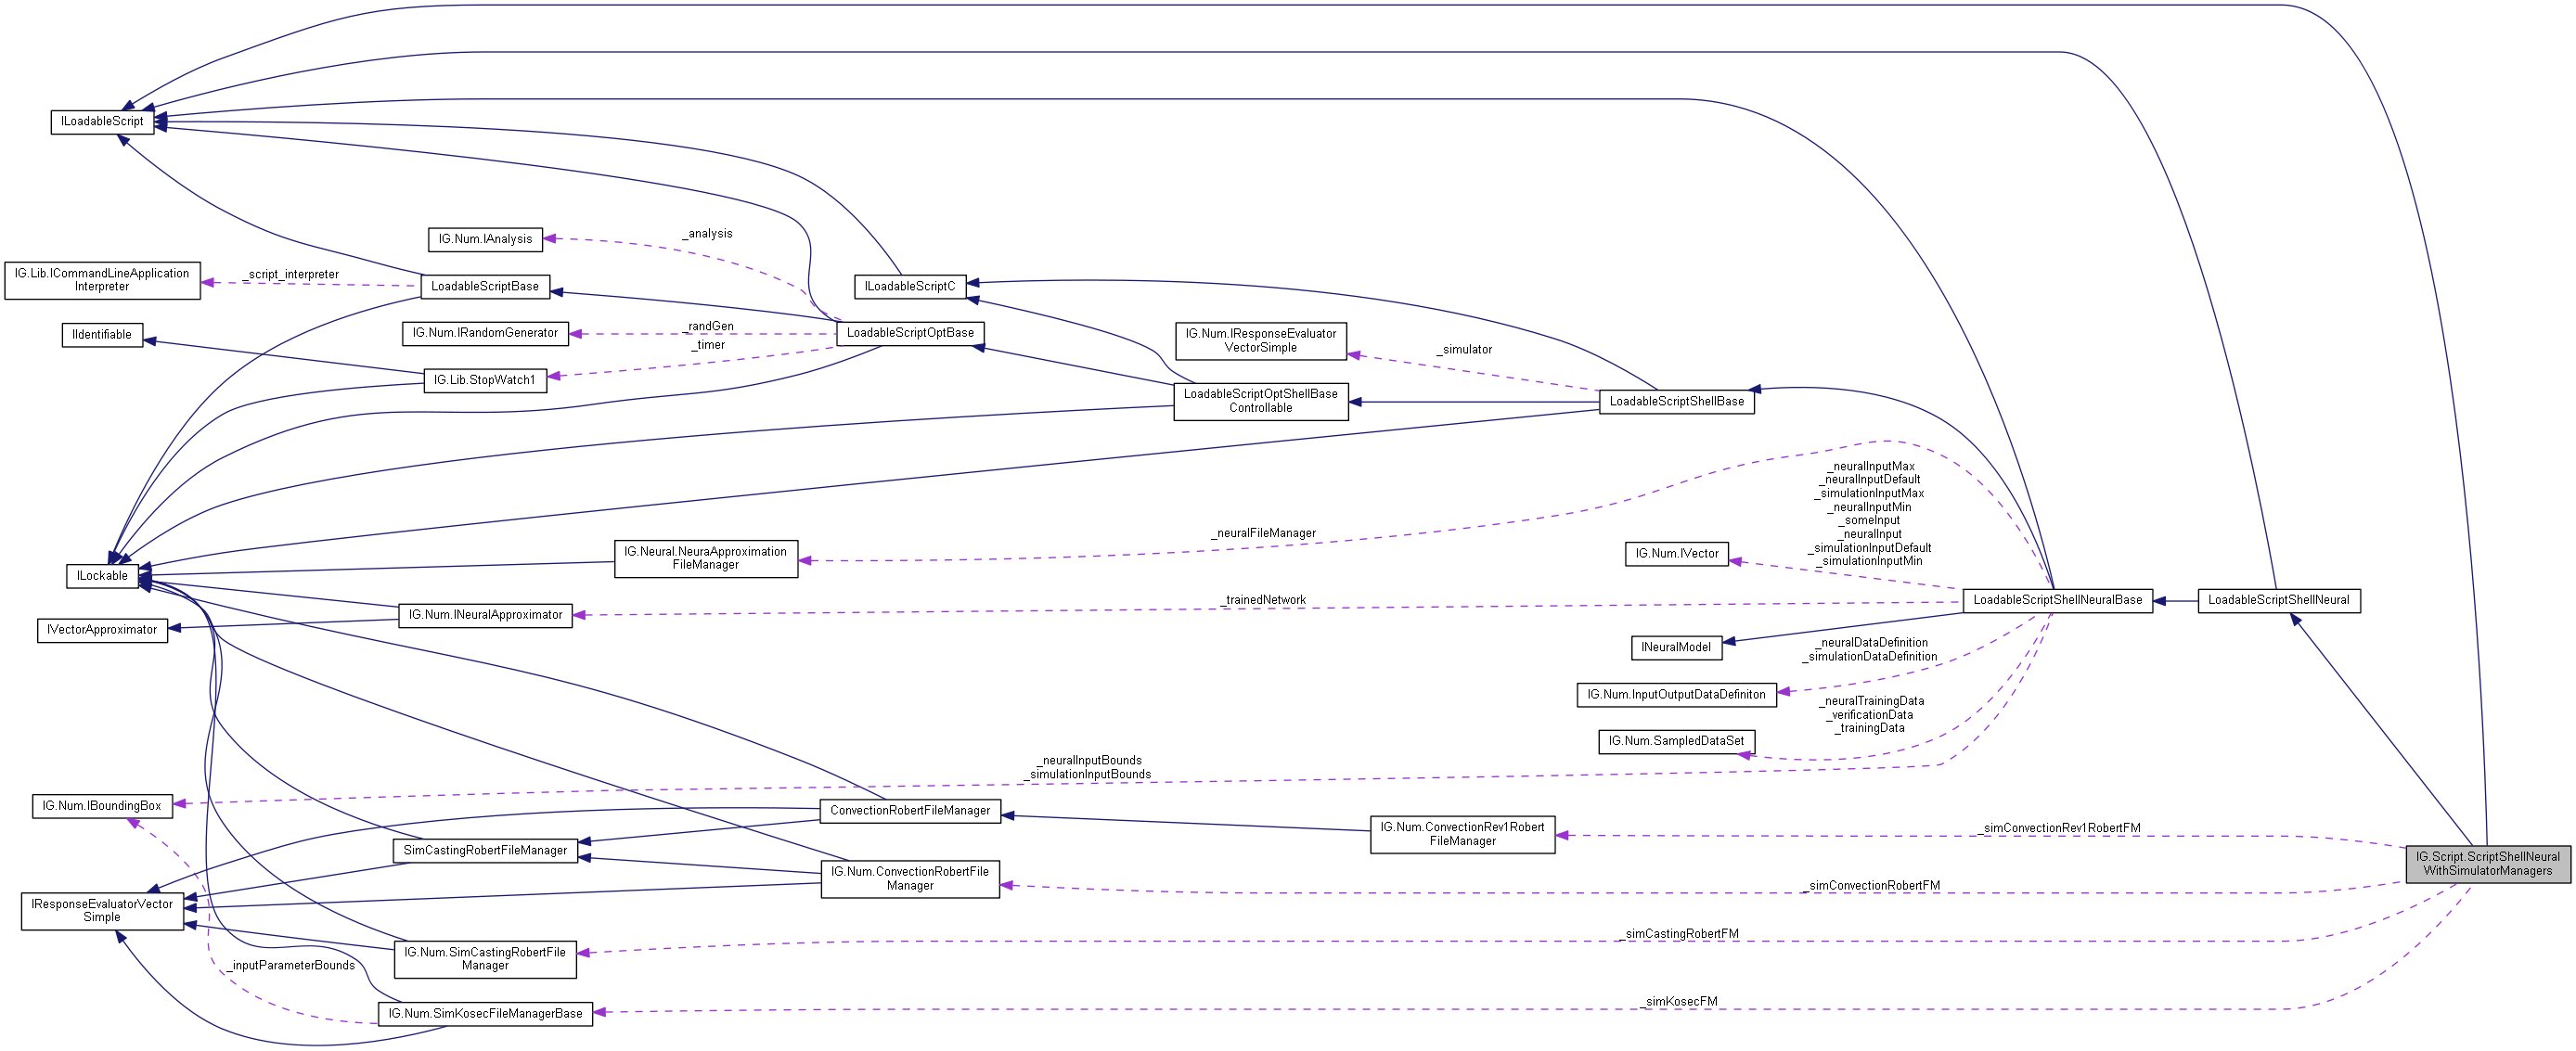 ILoadableScript
_analysis
IG.Num.IAnalysis
IG.Lib.ICommandLineApplication
Interpreter
_script_interpreter
LoadableScriptBase
ILoadableScriptC
IIdentifiable
IG.Num.IRandomGenerator
_randGen
_timer
LoadableScriptOptBase
IG.Num.IResponseEvaluator
VectorSimple
_simulator
IG.Lib.StopWatch1
LoadableScriptOptShellBase
Controllable
LoadableScriptShellBase
_neuralInputMax
_neuralInputDefault
_simulationInputMax
_neuralInputMin
_someInput
_neuralInput
_simulationInputDefault
_simulationInputMin
_neuralFileManager
IG.Neural.NeuraApproximation
FileManager
IG.Num.IVector
ILockable
_trainedNetwork
LoadableScriptShellNeuralBase
LoadableScriptShellNeural
IG.Num.INeuralApproximator
IVectorApproximator
INeuralModel
_neuralDataDefinition
_simulationDataDefinition
IG.Num.InputOutputDataDefiniton
_neuralTrainingData
_verificationData
_trainingData
IG.Num.SampledDataSet
_neuralInputBounds
_simulationInputBounds
IG.Num.IBoundingBox
ConvectionRobertFileManager
IG.Num.ConvectionRev1Robert
FileManager
_simConvectionRev1RobertFM
SimCastingRobertFileManager
IG.Script.ScriptShellNeural
WithSimulatorManagers
IG.Num.ConvectionRobertFile
Manager
_simConvectionRobertFM
IResponseEvaluatorVector
Simple
_simCastingRobertFM
IG.Num.SimCastingRobertFile
Manager
_inputParameterBounds
_simKosecFM
IG.Num.SimKosecFileManagerBase